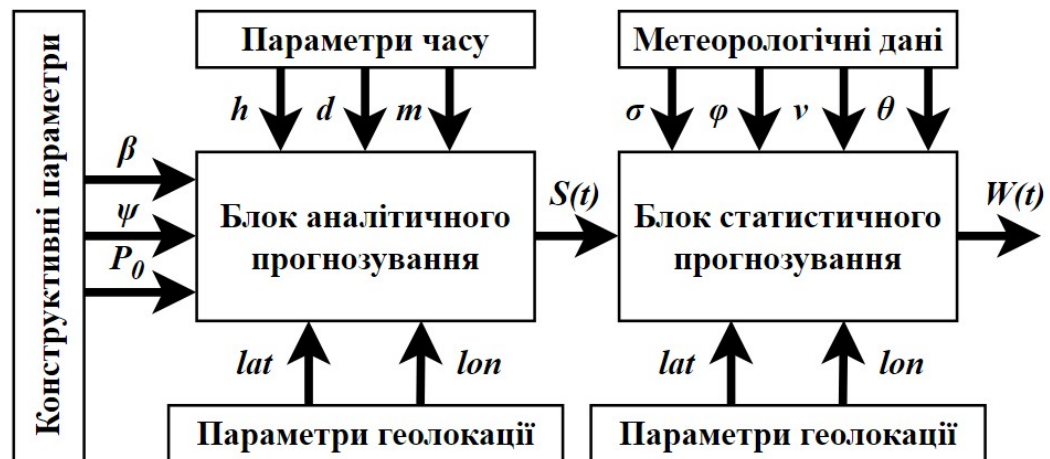 Конструктивні параметри
Параметри часу
Метеорологічні дані
h d m
σ φ v θ
β
ψ
P₀
Блок аналітичного
прогнозування
S(t)
Блок статистичного
прогнозування
W(t)
lat lon
lat lon
Параметри геолокації
Параметри геолокації